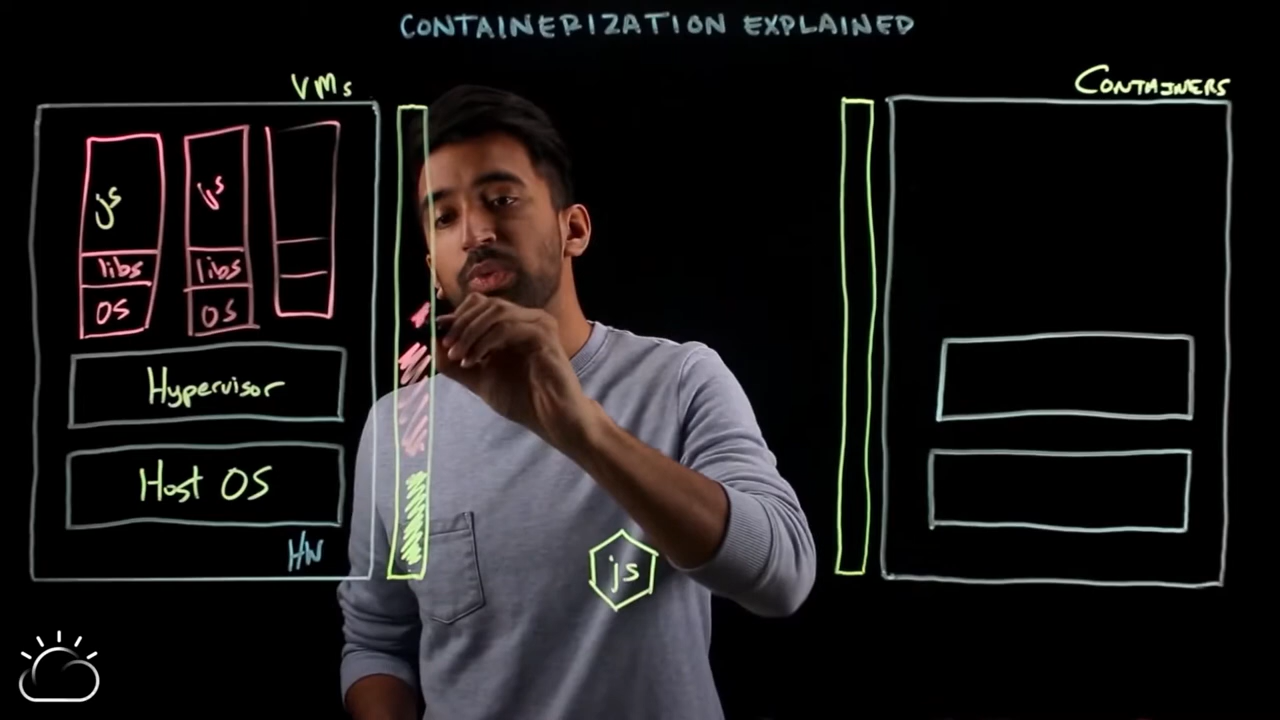 CONTAINERIZATION EXPLAINED
VMs
js
js
libs
libs
OS
OS
Hypervisor
Host OS
HW
js
CONTAINERS